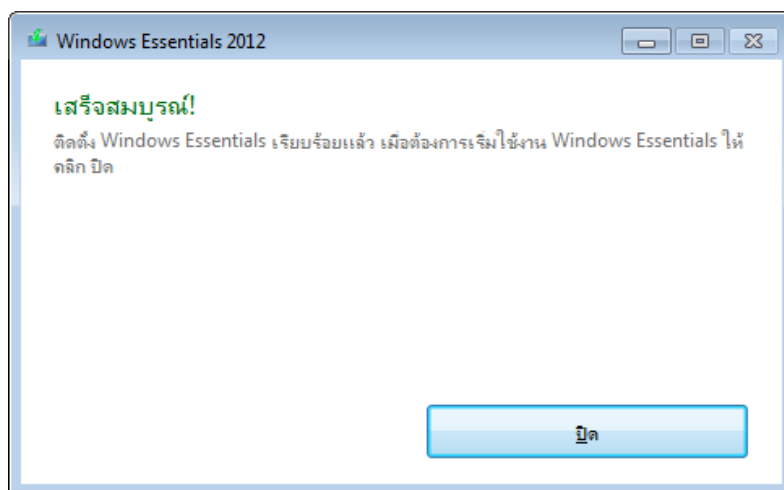 Windows Essentials 2012
เสร็จสมบูรณ์!
ติดตั้ง Windows Essentials เรียบร้อยแล้ว เมื่อต้องการเริ่มใช้งาน Windows Essentials ให้
คลิก ปิด
ปิด